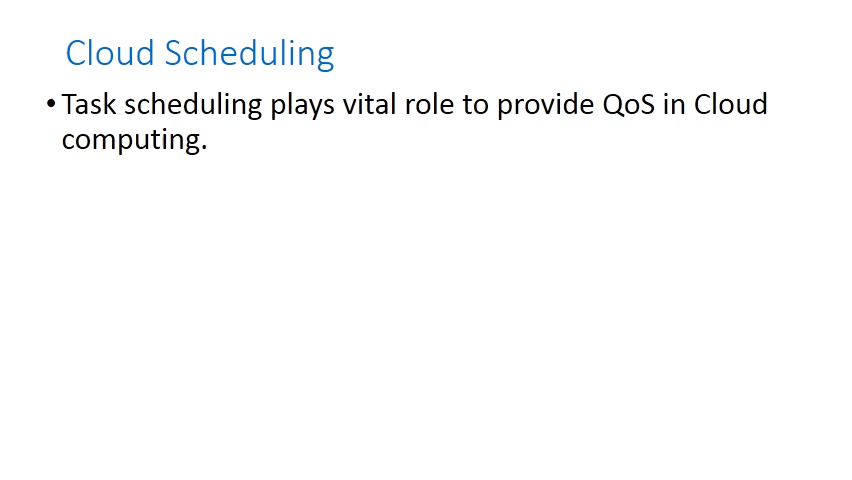 Cloud Scheduling
• Task scheduling plays vital role to provide QoS in Cloud
computing.